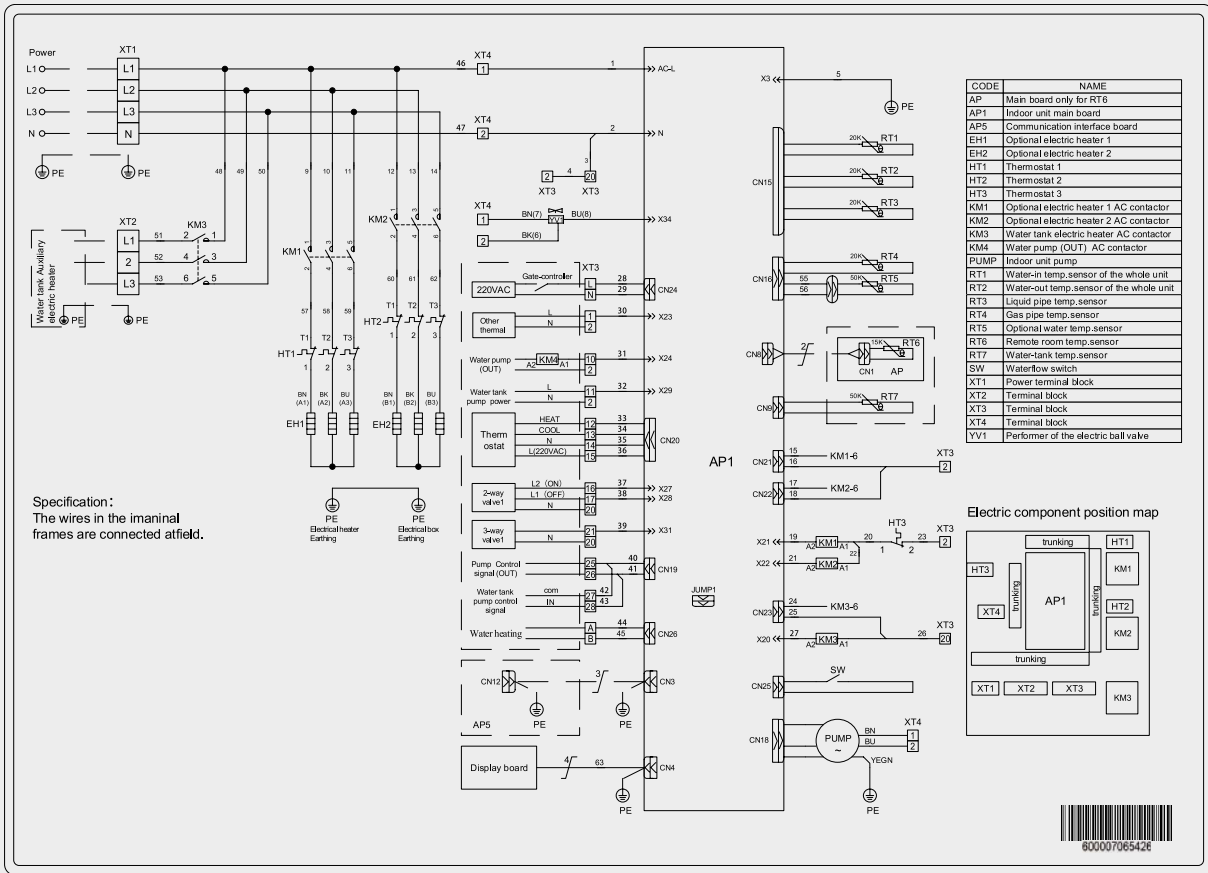 Power
XT1
L1
L1
L2
L2
L3
L3
N
N
PE
PE
46
XT4
1
1
AC-L
47
XT4
2
2
N
3
2
4
20
XT3
XT3
48
49
50
9
10
11
12
13
14
XT2
KM3
L1
51
2
1
2
52
4
3
L3
53
6
5
Water tank Auxiliary
electric heater
PE
PE
KM1
1
3
5
2
4
6
KM2
1
3
5
2
4
6
57
58
59
60
61
62
T1
T2
T3
HT1
1
2
3
T1
T2
T3
HT2
1
2
3
BN
(A1)
BK
(A2)
BU
(A3)
BN
(B1)
BK
(B2)
BU
(B3)
EH1
EH2
PE
Electrical heater
Earthing
PE
Electrical box
Earthing
Specification:
The wires in the imaninal
frames are connected atfield.
XT4
1
BN(7)
BU(8)
X34
2
BK(6)
XT3
220VAC
Gate-controller
L
28
N
29
CN24
Other
thermal
L
1
30
X23
N
2
Water pump
(OUT)
A2
KM4
A1
10
31
X24
2
Water tank
pump power
L
11
32
X29
N
2
Therm
ostat
HEAT
12
33
COOL
13
34
N
14
35
L(220VAC)
15
36
CN20
2-way
valve1
L2 (ON)
16
37
X27
L1 (OFF)
17
38
X28
N
20
3-way
valve1
21
39
X31
N
20
Pump Control
signal (OUT)
25
40
26
41
CN19
Water tank
pump control
signal
com
27
42
IN
28
43
Water heating
A
44
B
45
CN26
CN12
3
CN3
PE
PE
AP5
Display board
4
63
CN4
PE
AP1
JUMP1
X3
5
PE
CN15
20K
RT1
20K
RT2
20K
RT3
CN16
20K
RT4
55
56
50K
RT5
CN8
2
15K
RT6
CN1
AP
CN9
50K
RT7
CN21
15
KM1-6
16
XT3
2
CN22
17
KM2-6
18
X21
19
A2
KM1
A1
20
HT3
1
2
23
XT3
2
22
X22
21
A2
KM2
A1
CN23
24
KM3-6
25
X20
27
A2
KM3
A1
26
XT3
20
CN25
SW
CN18
PUMP
~
BN
BU
XT4
1
2
YEGN
PE
CODE NAME
AP Main board only for RT6
AP1 Indoor unit main board
AP5 Communication interface board
EH1 Optional electric heater 1
EH2 Optional electric heater 2
HT1 Thermostat 1
HT2 Thermostat 2
HT3 Thermostat 3
KM1 Optional electric heater 1 AC contactor
KM2 Optional electric heater 2 AC contactor
KM3 Water tank electric heater AC contactor
KM4 Water pump (OUT) AC contactor
PUMP Indoor unit pump
RT1 Water-in temp.sensor of the whole unit
RT2 Water-out temp.sensor of the whole unit
RT3 Liquid pipe temp.sensor
RT4 Gas pipe temp.sensor
RT5 Optional water temp.sensor
RT6 Remote room temp.sensor
RT7 Water-tank temp.sensor
SW Waterflow switch
XT1 Power terminal block
XT2 Terminal block
XT3 Terminal block
XT4 Terminal block
YV1 Performer of the electric ball valve
Electric component position map
trunking
HT1
HT3
KM1
trunking
AP1
trunking
XT4
HT2
KM2
trunking
XT1
XT2
XT3
KM3
600007065426